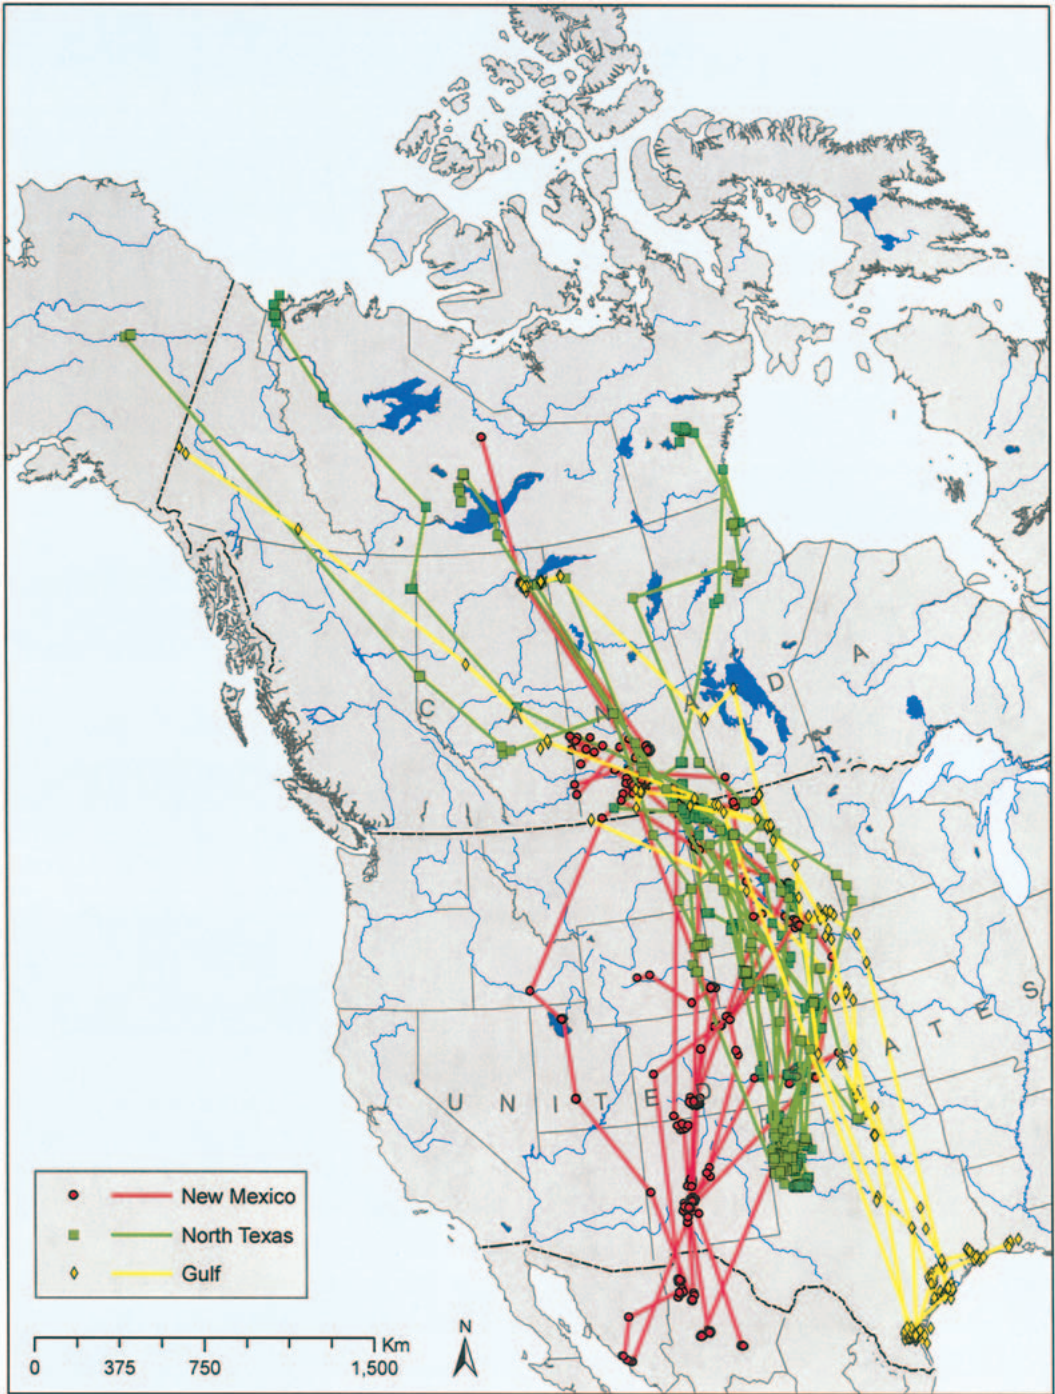 C A N A D A
U N I T E D S T A T E S
New Mexico
North Texas
Gulf
N
Km
0 375 750 1,500